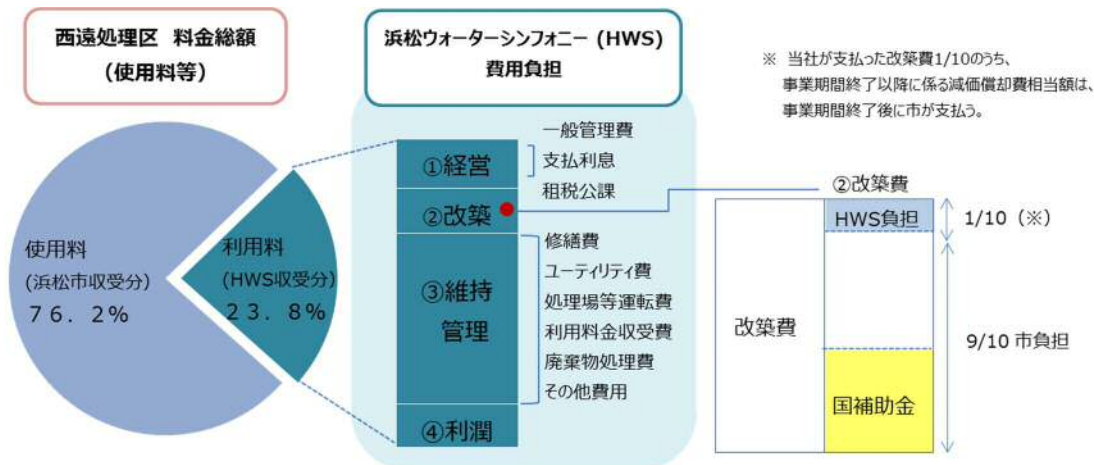 西遠処理区 料金総額
(使用料等)
浜松ウォーターシンフォニー (HWS)
費用負担
※ 当社が支払った改築費1/10のうち、
事業期間終了以降に係る減価償却費相当額は、
事業期間終了後に市が支払う。
使用料
(浜松市収受分)
76.2%
利用料
(HWS収受分)
23.8%
①経営
②改築
③維持
管理
④利潤
一般管理費
支払利息
租税公課
修繕費
ユーティリティ費
処理場等運転費
利用料金収受費
廃棄物処理費
その他費用
②改築費
改築費
HWS負担
国補助金
1/10 (※)
9/10 市負担